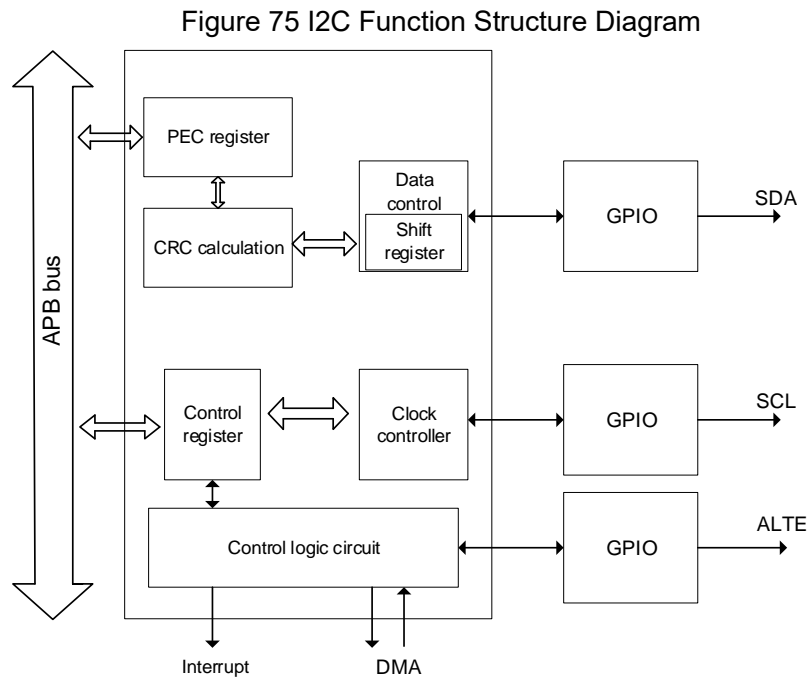 Figure 75 I2C Function Structure Diagram
APB bus
PEC register
CRC calculation
Data
control
Shift
register
GPIO
SDA
Control
register
Clock
controller
GPIO
SCL
Control logic circuit
GPIO
ALTE
Interrupt
DMA